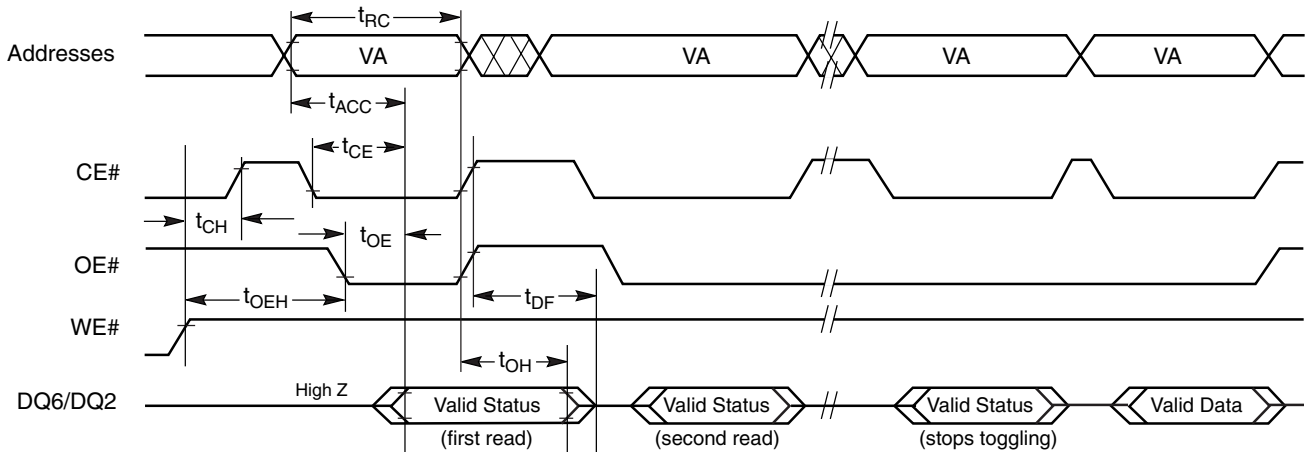 tRC
Addresses VA VA VA VA
tACC
tCE
CE#
tCH tOE
OE#
tOEH tDF
WE#
tOH
High Z
DQ6/DQ2 Valid Status Valid Status Valid Status Valid Data
(first read) (second read) (stops toggling)